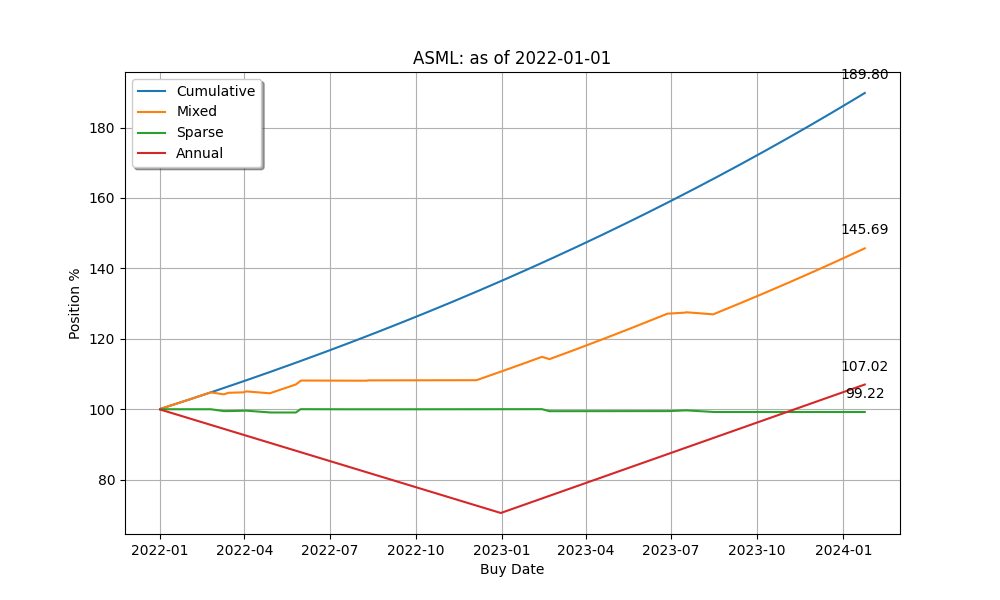 ASML: as of 2022-01-01
189.80
Cumulative
Mixed
Sparse
Annual
145.69
107.02
99.22
180
160
140
120
100
80
Position %
2022-01
2022-04
2022-07
2022-10
2023-01
2023-04
2023-07
2023-10
2024-01
Buy Date